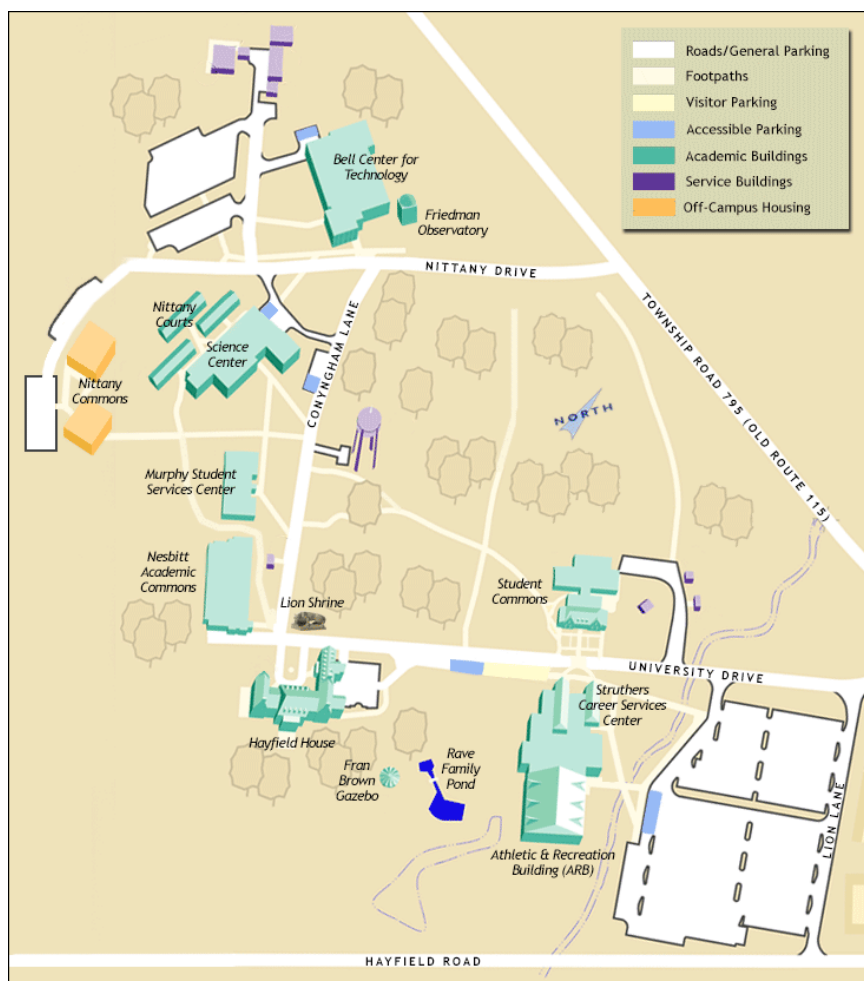 Roads/General Parking
Footpaths
Visitor Parking
Accessible Parking
Academic Buildings
Service Buildings
Off-Campus Housing
Bell Center for
Technology
Friedman
Observatory
NITTANY DRIVE
TOWNSHIP ROAD 795 (OLD ROUTE 115)
Nittany
Courts
Science
Center
CONYNGHAM LANE
Nittany
Commons
NORTH
Murphy Student
Services Center
Nesbitt
Academic
Commons
Lion Shrine
Student
Commons
UNIVERSITY DRIVE
Struthers
Career Services
Center
Hayfield House
Fran
Brown
Gazebo
Rave
Family
Pond
LION LANE
Athletic & Recreation
Building (ARB)
HAYFIELD ROAD